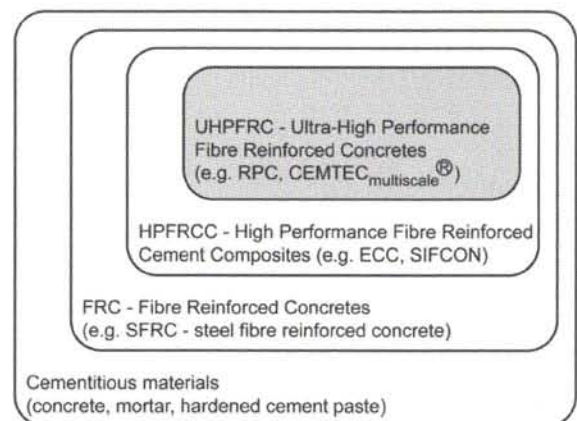 UHPFRC - Ultra-High Performance
Fibre Reinforced Concretes
(e.g. RPC, CEMTECmultiscale®)
HPFRCC - High Performance Fibre Reinforced
Cement Composites (e.g. ECC, SIFCON)
FRC - Fibre Reinforced Concretes
(e.g. SFRC - steel fibre reinforced concrete)
Cementitious materials
(concrete, mortar, hardened cement paste)